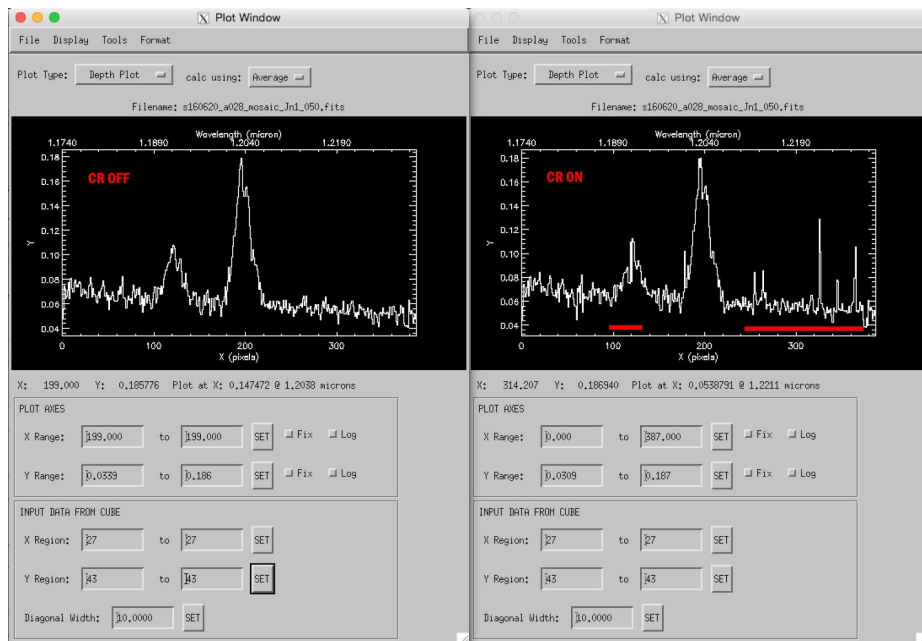 Plot Window
File Display Tools Format
Plot Type: Depth Plot calc using: Average
Filename: s160620_a028_mosaic_Jn1_050.fits
Wavelength (micron)
1.1740 1.1890 1.2040 1.2190
0.18
CR OFF
0.16
0.14
0.12
Y
0.10
0.08
0.06
0.04
0 100 200 300
X (pixels)
X: 199.000 Y: 0.185776 Plot at X: 0.147472 @ 1.2038 microns
PLOT AXES
X Range: 199.000 to 199.000 SET Fix Log
Y Range: 0.0339 to 0.186 SET Fix Log
INPUT DATA FROM CUBE
X Region: 27 to 27 SET
Y Region: 43 to 43 SET
Diagonal Width: 10.0000 SET
Plot Window
File Display Tools Format
Plot Type: Depth Plot calc using: Average
Filename: s160620_a028_mosaic_Jn1_050.fits
Wavelength (micron)
1.1740 1.1890 1.2040 1.2190
0.18
CR ON
0.16
0.14
0.12
Y
0.10
0.08
0.06
0.04
0 100 200 300
X (pixels)
X: 314.207 Y: 0.186940 Plot at X: 0.0538791 @ 1.2211 microns
PLOT AXES
X Range: 0.000 to 387.000 SET Fix Log
Y Range: 0.0309 to 0.187 SET Fix Log
INPUT DATA FROM CUBE
X Region: 27 to 27 SET
Y Region: 43 to 43 SET
Diagonal Width: 10.0000 SET